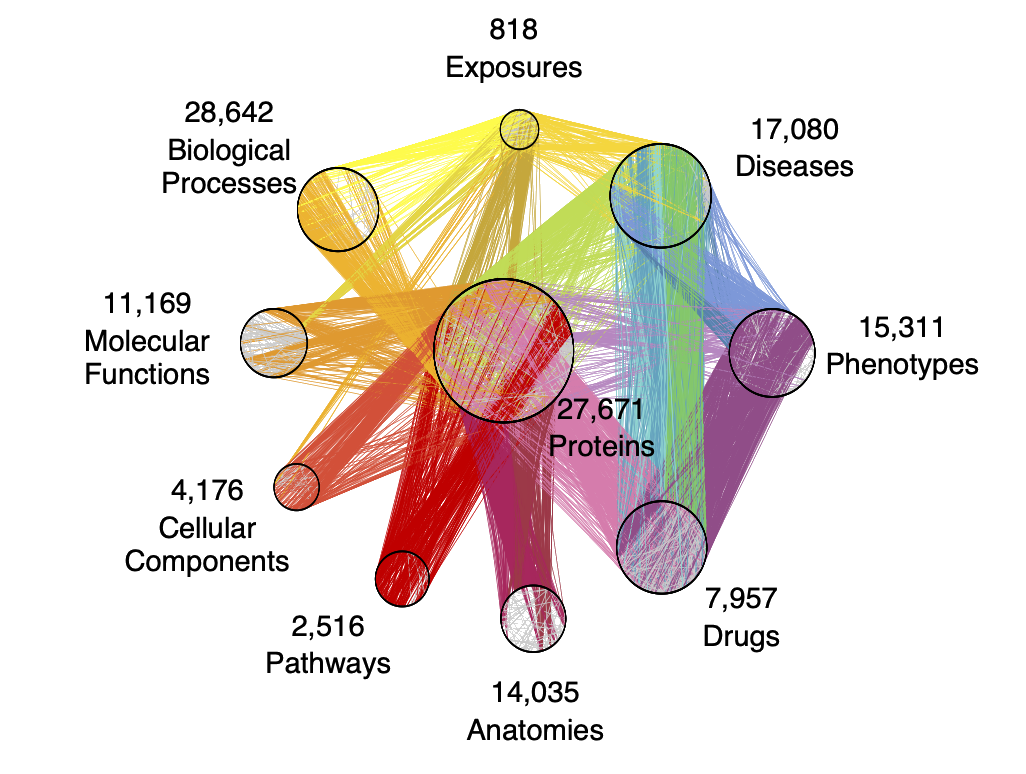 818
Exposures
28,642
Biological
Processes
17,080
Diseases
11,169
Molecular
Functions
15,311
Phenotypes
27,671
Proteins
4,176
Cellular
Components
2,516
Pathways
7,957
Drugs
14,035
Anatomies